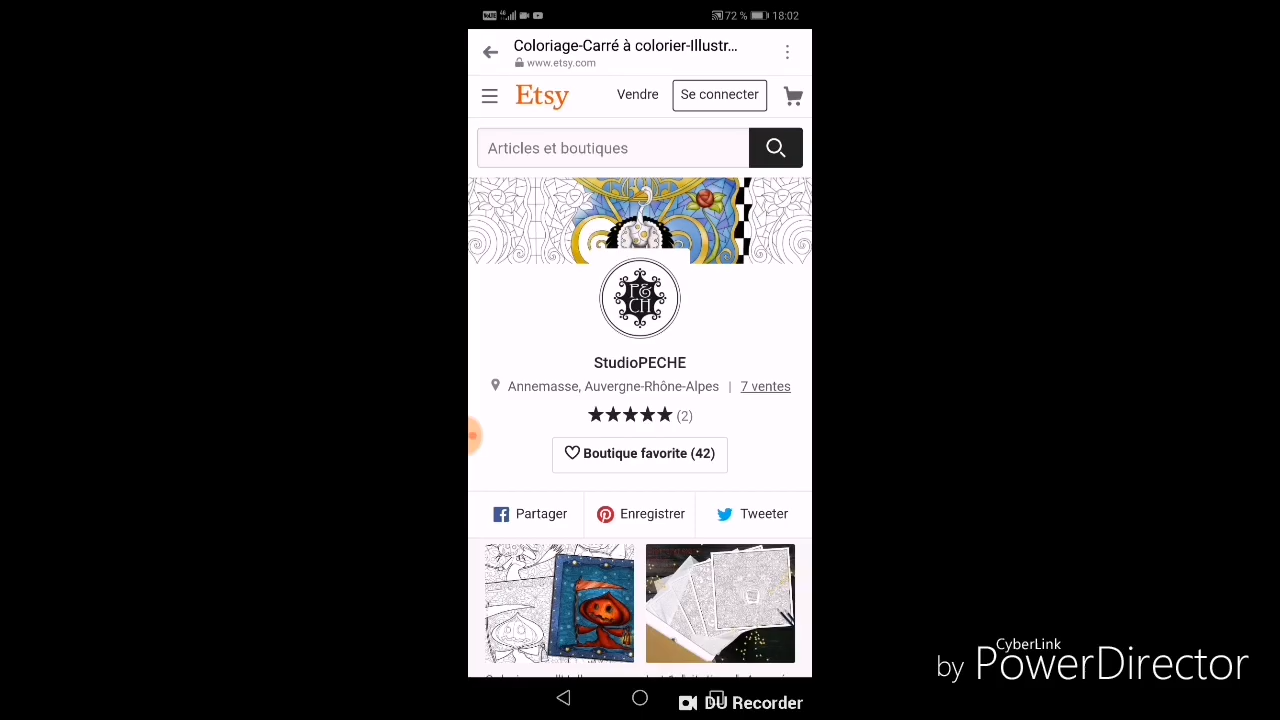 72 % 18:02
Coloriage-Carré à colorier-Illustr...
www.etsy.com
Etsy Vendre Se connecter
Articles et boutiques
P&
CH
StudioPECHE
Annemasse, Auvergne-Rhône-Alpes | 7 ventes
(2)
Boutique favorite (42)
Partager Enregistrer Tweeter
CyberLink
by PowerDirector
DU Recorder